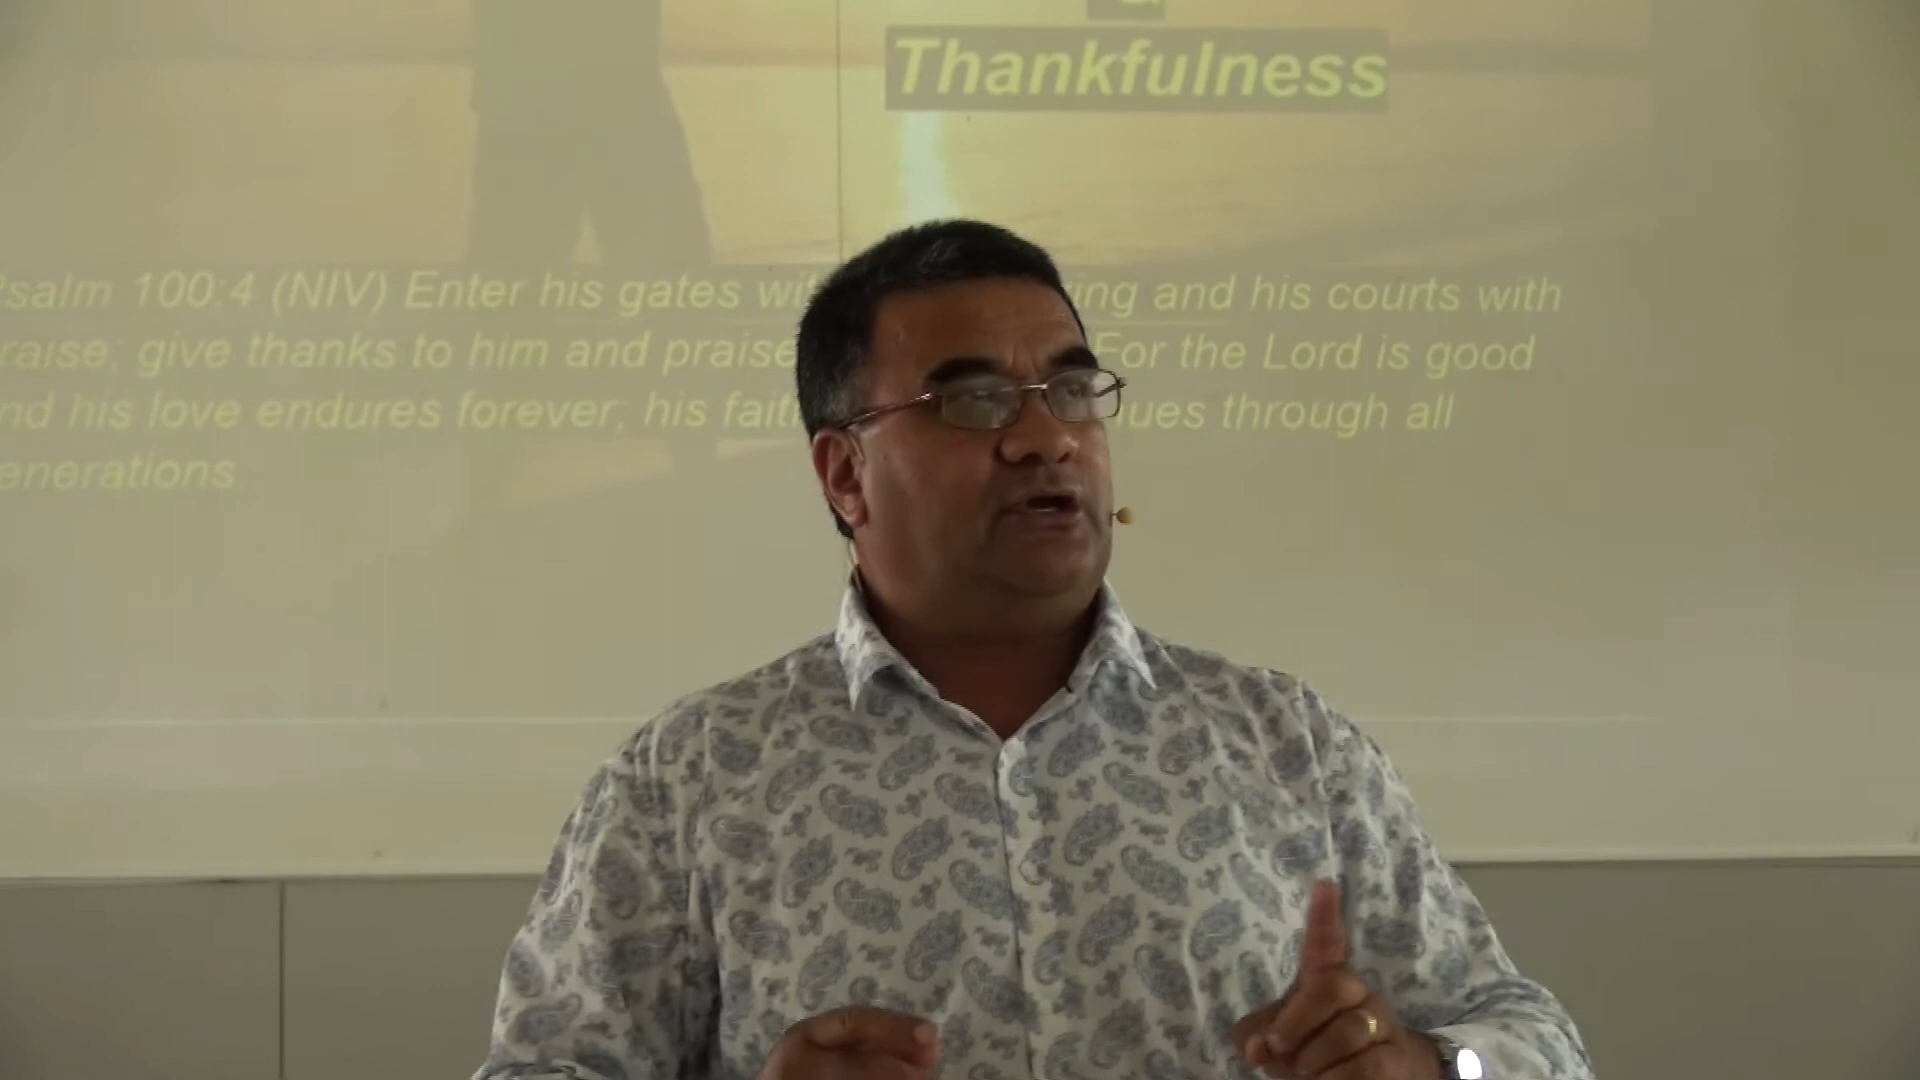 &
Thankfulness
Psalm 100:4 (NIV) Enter his gates with ing and his courts with
raise; give thanks to him and praise For the Lord is good
nd his love endures forever; his faith nues through all
enerations